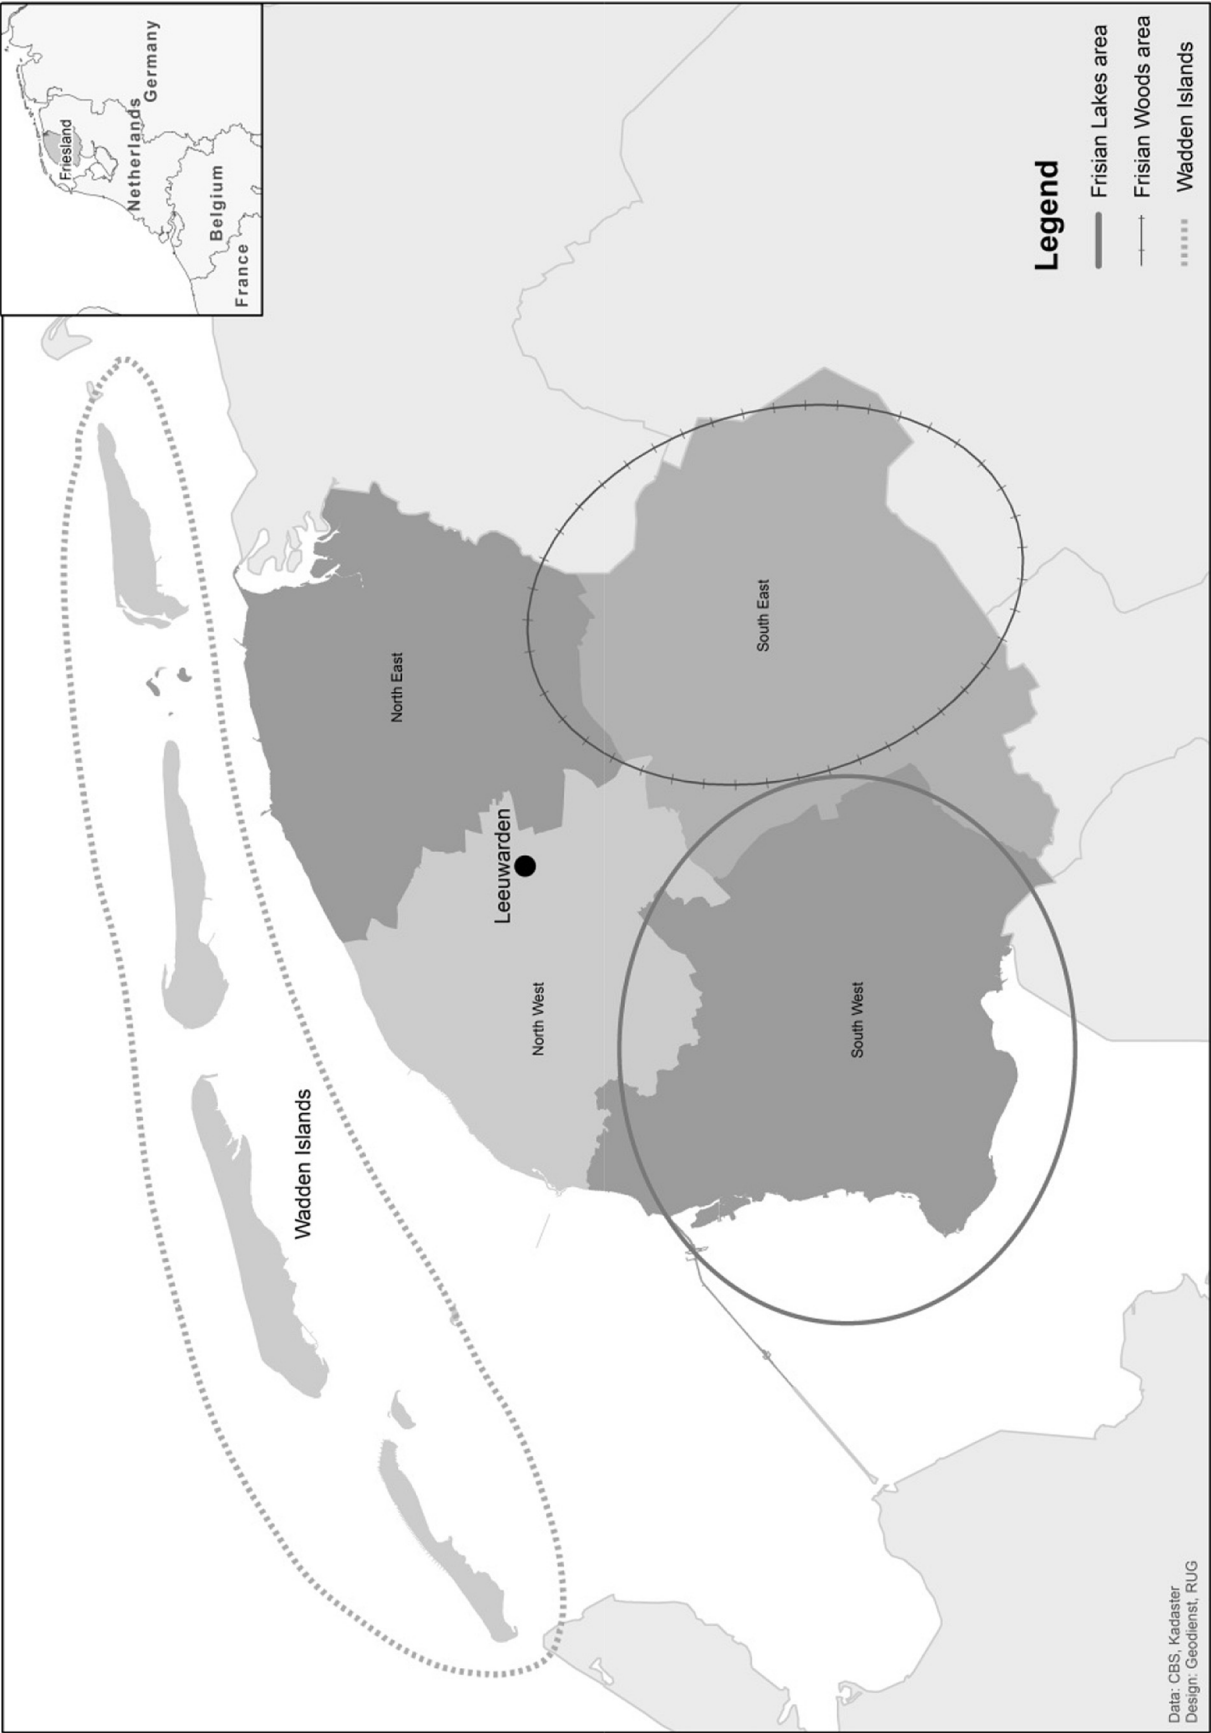 Germany
Friesland
Netherlands
Belgium
France
Wadden Islands
North East
Leeuwarden
North West
South East
South West
Legend
Frisian Lakes area
Frisian Woods area
Wadden Islands
Data: CBS, Kadaster
Design: Geodienst, RUG